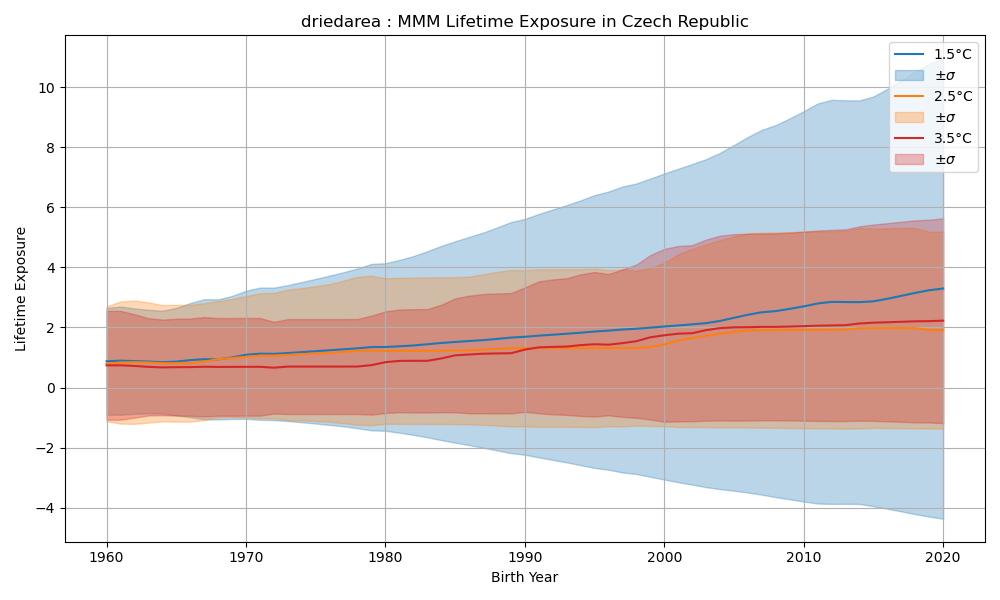 driedarea : MMM Lifetime Exposure in Czech Republic
1.5°C
±σ
2.5°C
±σ
3.5°C
±σ
Lifetime Exposure
10
8
6
4
2
0
−2
−4
1960 1970 1980 1990 2000 2010 2020
Birth Year